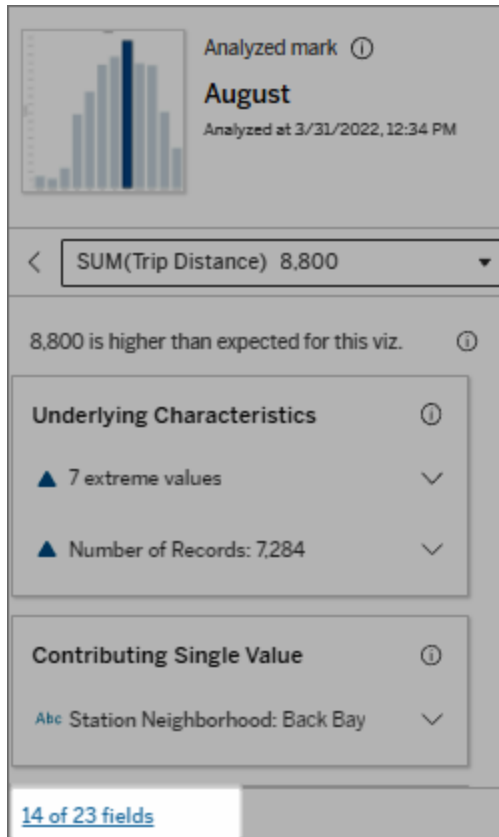 Analyzed mark
August
Analyzed at 3/31/2022, 12:34 PM
SUM(Trip Distance) 8,800
8,800 is higher than expected for this viz.
Underlying Characteristics
7 extreme values
Number of Records: 7,284
Contributing Single Value
Abc Station Neighborhood: Back Bay
14 of 23 fields